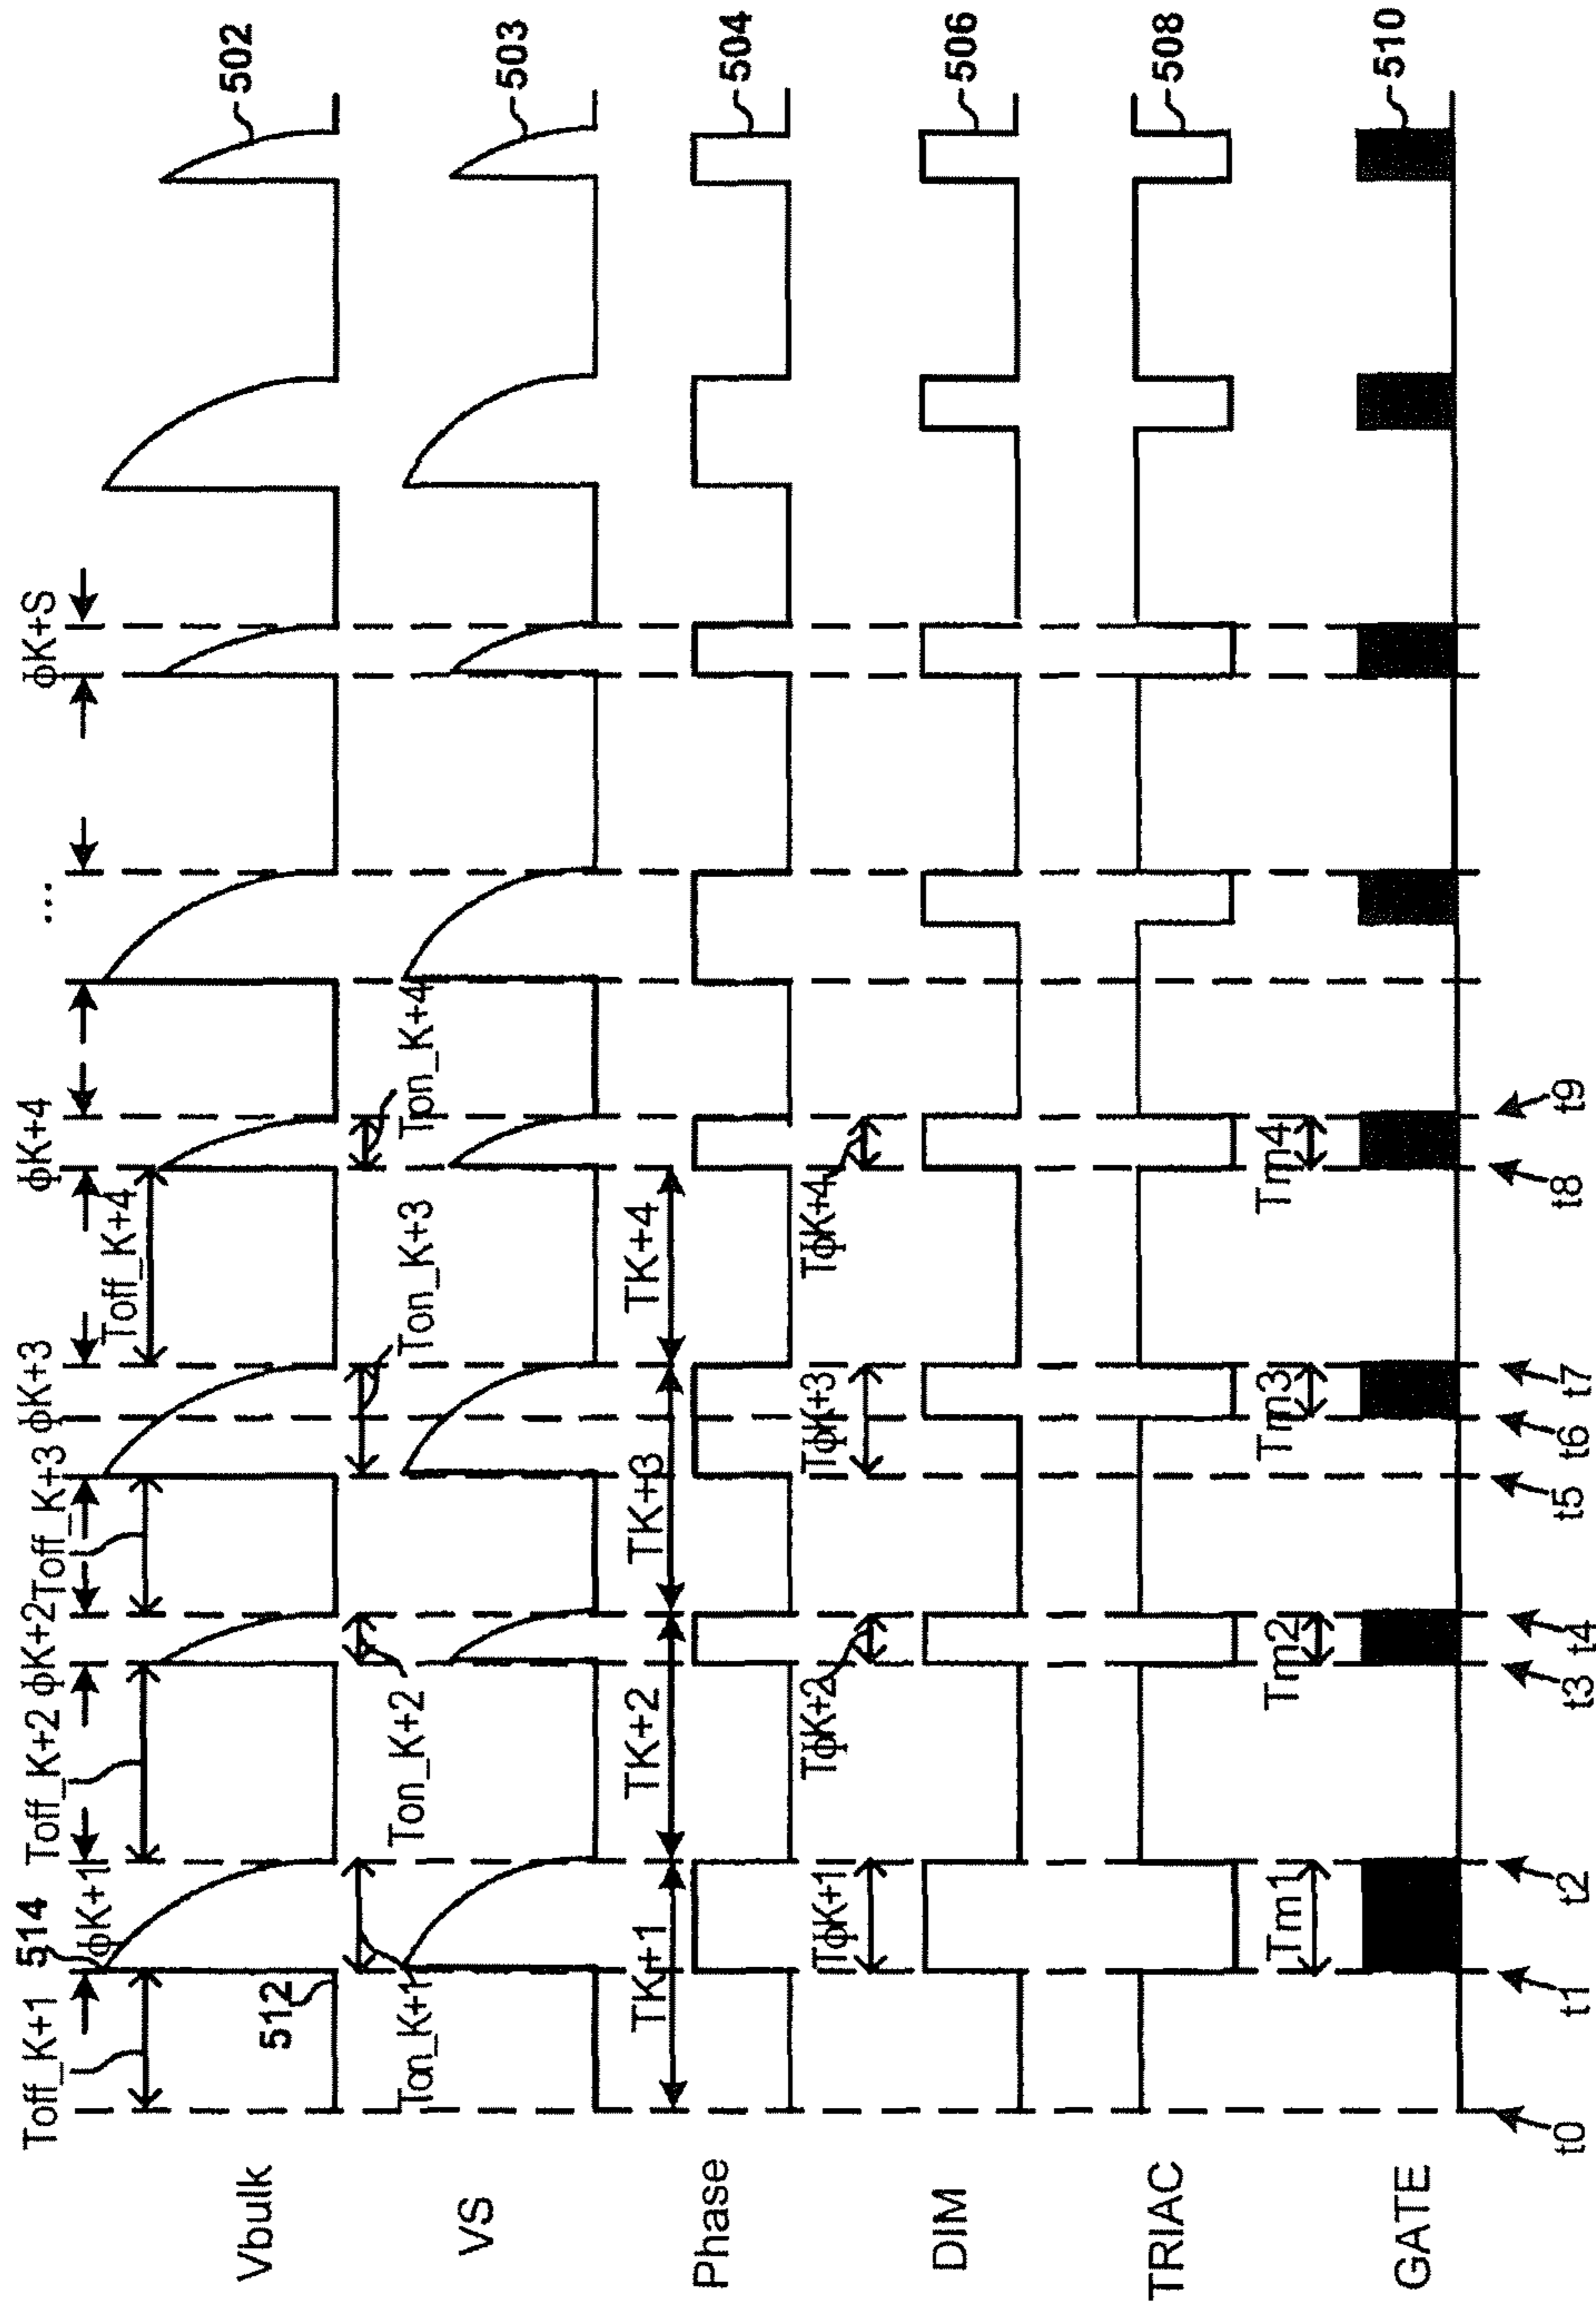 Toff_K+1
514
ϕK+1
Toff_K+2
ϕK+2
Toff_K+3
ϕK+3
Toff_K+4
ϕK+4
...
ϕK+S
Vbulk
512
502
Ton_K+1
Ton_K+2
Ton_K+3
Ton_K+4
VS
503
TK+1
TK+2
TK+3
TK+4
Phase
504
TϕK+1
TϕK+2
TϕK+3
TϕK+4
DIM
506
TRIAC
508
Tm1
Tm2
Tm3
Tm4
GATE
510
t0
t1
t2
t3
t4
t5
t6
t7
t8
t9